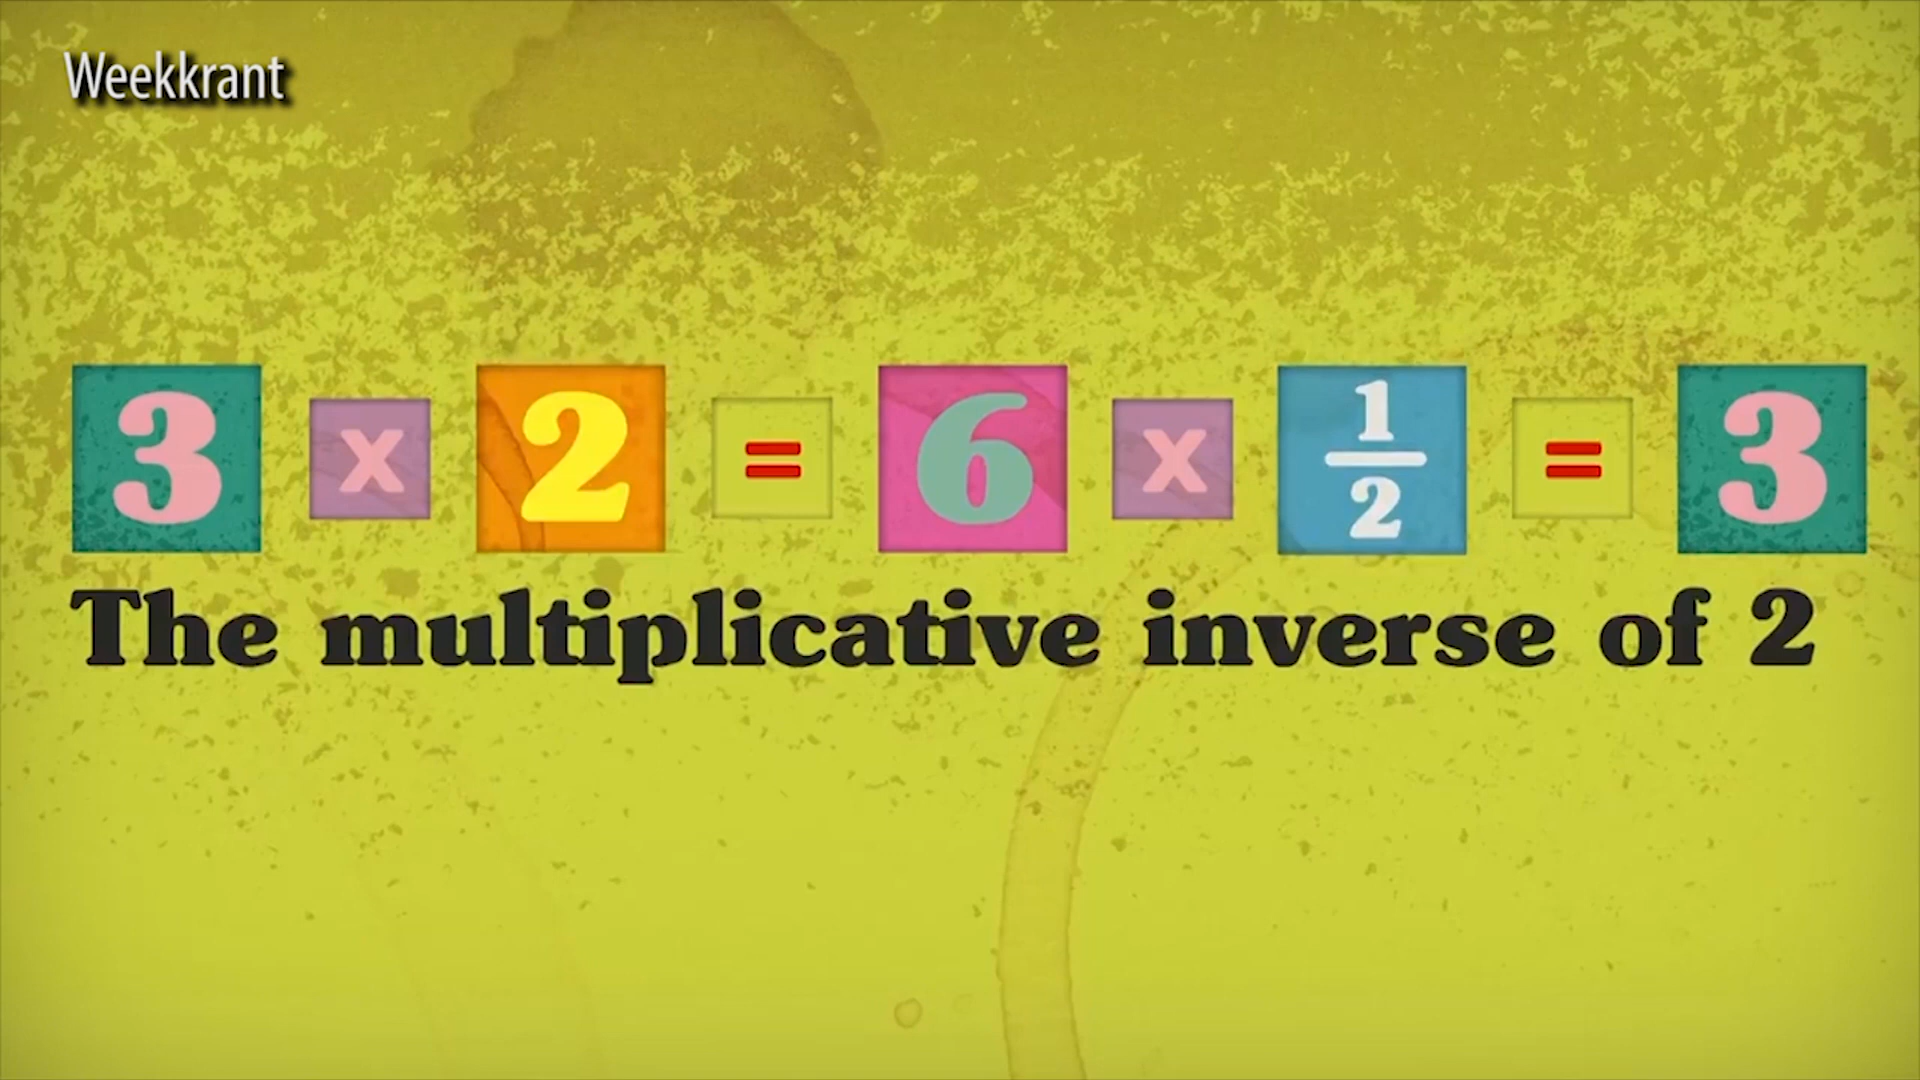 Weekkrant
3 x 2 = 6 x 1/2 = 3
The multiplicative inverse of 2